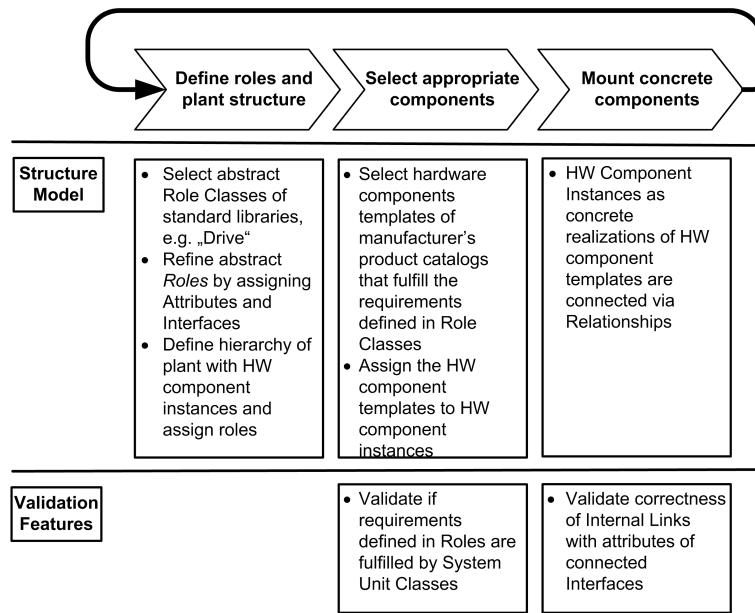 Define roles and
plant structure
Select appropriate
components
Mount concrete
components
Structure
Model
• Select abstract
Role Classes of
standard libraries,
e.g. „Drive“
• Refine abstract
Roles by assigning
Attributes and
Interfaces
• Define hierarchy of
plant with HW
component
instances and
assign roles
• Select hardware
components
templates of
manufacturer’s
product catalogs
that fulfill the
requirements
defined in Role
Classes
• Assign the HW
component
templates to HW
component
instances
• HW Component
Instances as
concrete
realizations of HW
component
templates are
connected via
Relationships
Validation
Features
• Validate if
requirements
defined in Roles are
fulfilled by System
Unit Classes
• Validate correctness
of Internal Links
with attributes of
connected
Interfaces